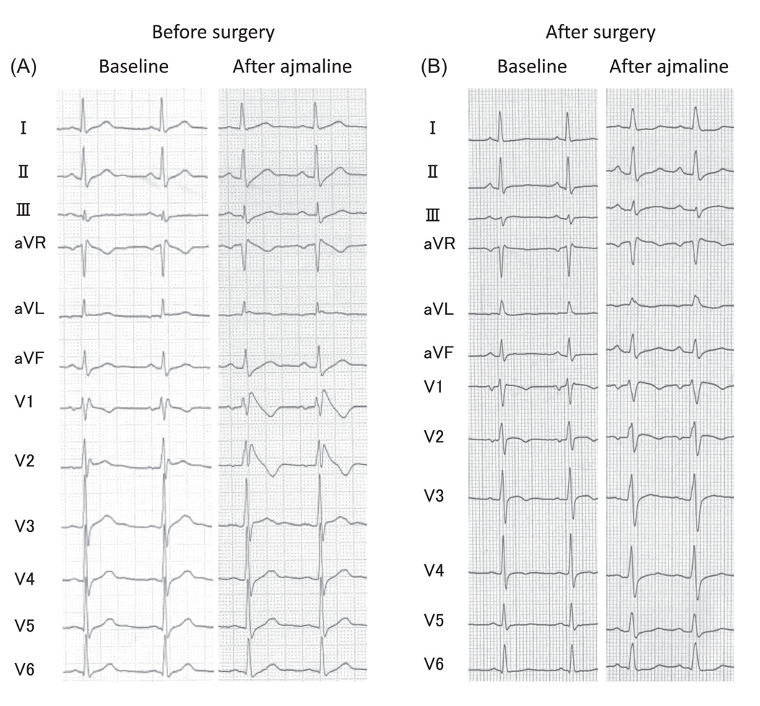 Before surgery
After surgery
(A)
Baseline
After ajmaline
(B)
Baseline
After ajmaline
I
II
III
aVR
aVL
aVF
V1
V2
V3
V4
V5
V6
I
II
III
aVR
aVL
aVF
V1
V2
V3
V4
V5
V6